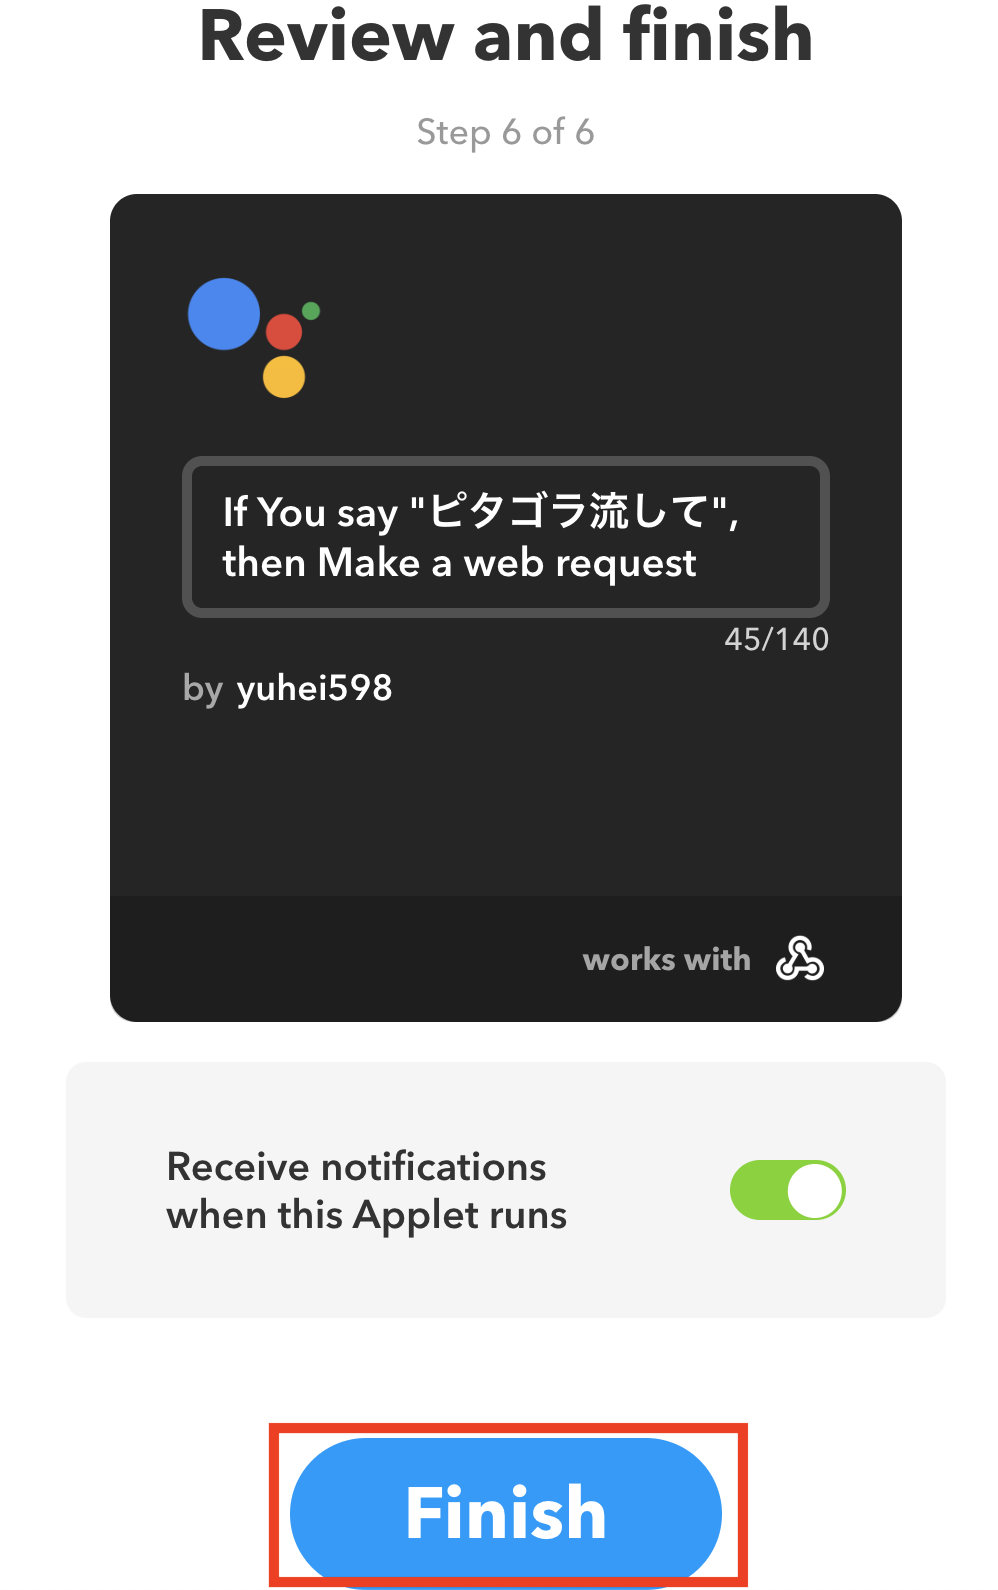 Review and finish
Step 6 of 6
If You say "ピタゴラ流して",
then Make a web request
45/140
by yuhei598
works with
Receive notifications
when this Applet runs
Finish